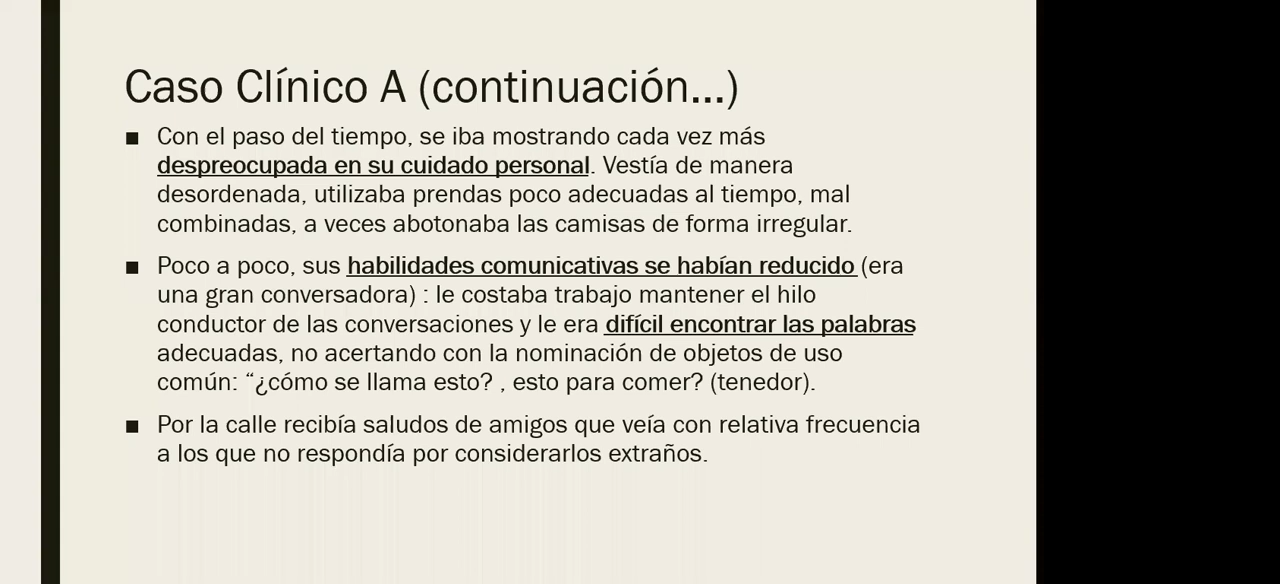 Caso Clínico A (continuación...)
■ Con el paso del tiempo, se iba mostrando cada vez más
despreocupada en su cuidado personal. Vestía de manera
desordenada, utilizaba prendas poco adecuadas al tiempo, mal
combinadas, a veces abotonaba las camisas de forma irregular.
■ Poco a poco, sus habilidades comunicativas se habían reducido (era
una gran conversadora) : le costaba trabajo mantener el hilo
conductor de las conversaciones y le era difícil encontrar las palabras
adecuadas, no acertando con la nominación de objetos de uso
común: “¿cómo se llama esto? , esto para comer? (tenedor).
■ Por la calle recibía saludos de amigos que veía con relativa frecuencia
a los que no respondía por considerarlos extraños.